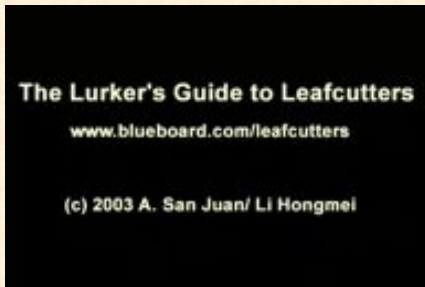 The Lurker's Guide to Leafcutters
www.blueboard.com/leafcutters
(c) 2003 A. San Juan/ Li Hongmei